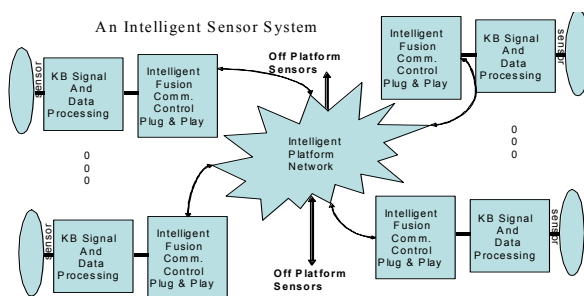 An Intelligent Sensor System
sensor
KB Signal
And
Data
Processing
Intelligent
Fusion
Comm.
Control
Plug & Play
Off Platform
Sensors
Intelligent
Fusion
Comm.
Control
Plug & Play
KB Signal
And
Data
Processing
sensor
0
0
0
Intelligent
Platform
Network
0
0
0
sensor
KB Signal
And
Data
Processing
Intelligent
Fusion
Comm.
Control
Plug & Play
Off Platform
Sensors
Intelligent
Fusion
Comm.
Control
Plug & Play
KB Signal
And
Data
Processing
sensor